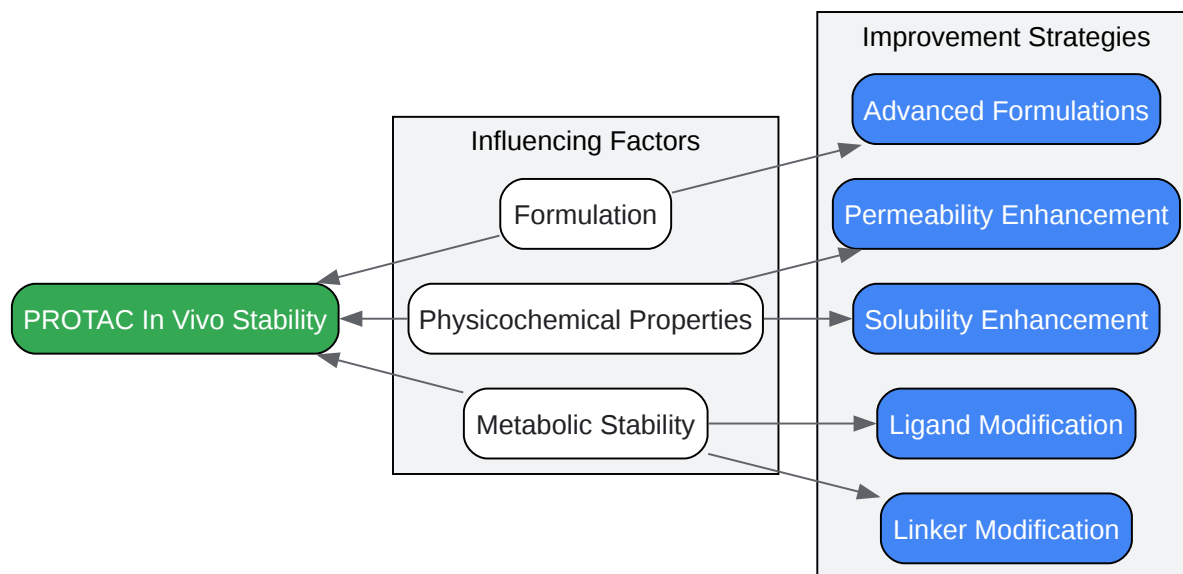 PROTAC In Vivo Stability
Influencing Factors
Formulation
Physicochemical Properties
Metabolic Stability
Improvement Strategies
Advanced Formulations
Permeability Enhancement
Solubility Enhancement
Ligand Modification
Linker Modification